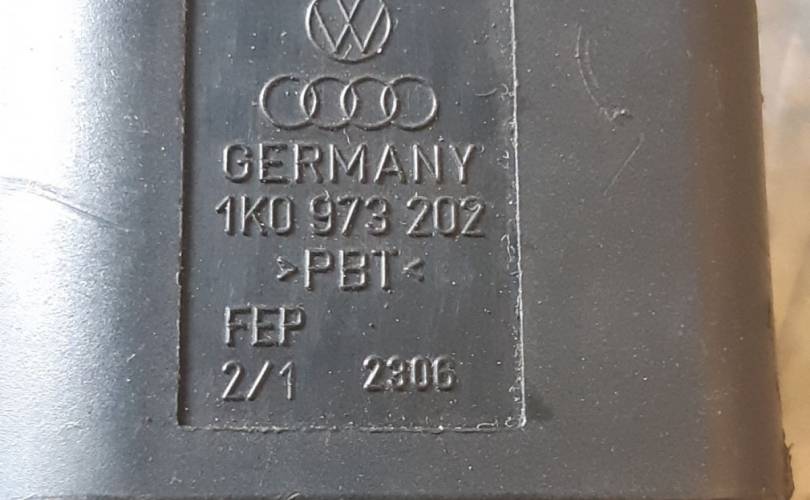 GERMANY
1K0 973 202
>PBT<
FEP
2/1 2306